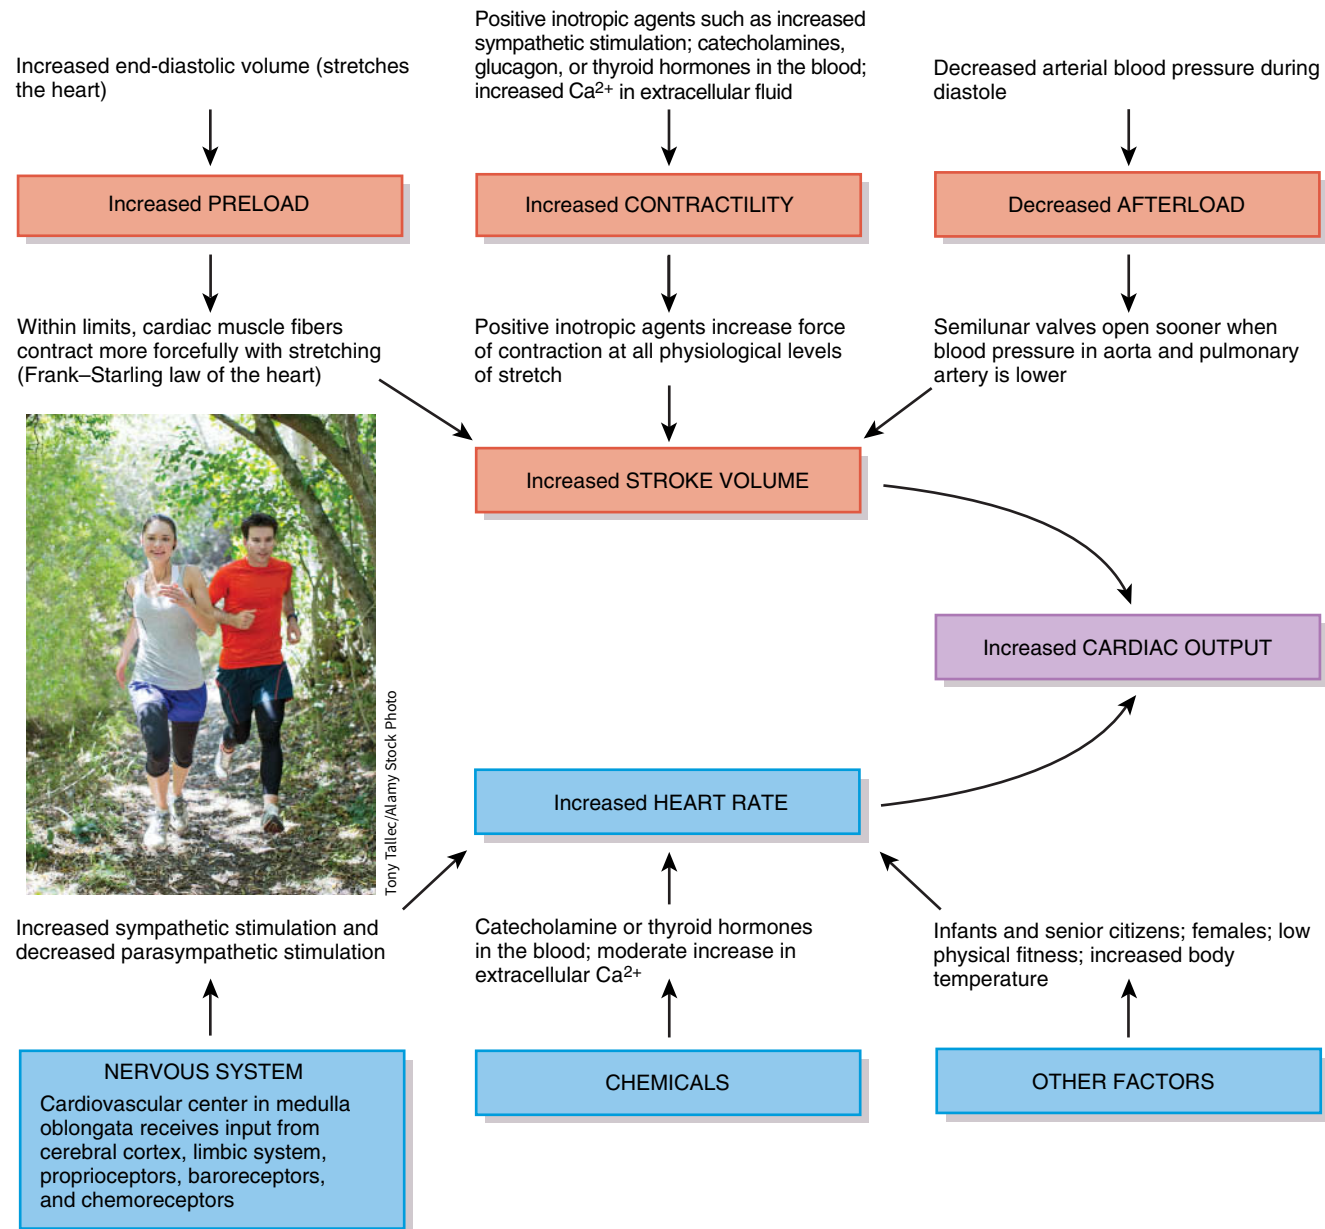 Increased end-diastolic volume (stretches
the heart)
Positive inotropic agents such as increased
sympathetic stimulation; catecholamines,
glucagon, or thyroid hormones in the blood;
increased Ca²⁺ in extracellular fluid
Decreased arterial blood pressure during
diastole
Increased PRELOAD
Increased CONTRACTILITY
Decreased AFTERLOAD
Within limits, cardiac muscle fibers
contract more forcefully with stretching
(Frank–Starling law of the heart)
Positive inotropic agents increase force
of contraction at all physiological levels
of stretch
Semilunar valves open sooner when
blood pressure in aorta and pulmonary
artery is lower
Increased STROKE VOLUME
Increased CARDIAC OUTPUT
Tony Tallec/Alamy Stock Photo
Increased HEART RATE
Increased sympathetic stimulation and
decreased parasympathetic stimulation
Catecholamine or thyroid hormones
in the blood; moderate increase in
extracellular Ca²⁺
Infants and senior citizens; females; low
physical fitness; increased body
temperature
NERVOUS SYSTEM
Cardiovascular center in medulla
oblongata receives input from
cerebral cortex, limbic system,
proprioceptors, baroreceptors,
and chemoreceptors
CHEMICALS
OTHER FACTORS